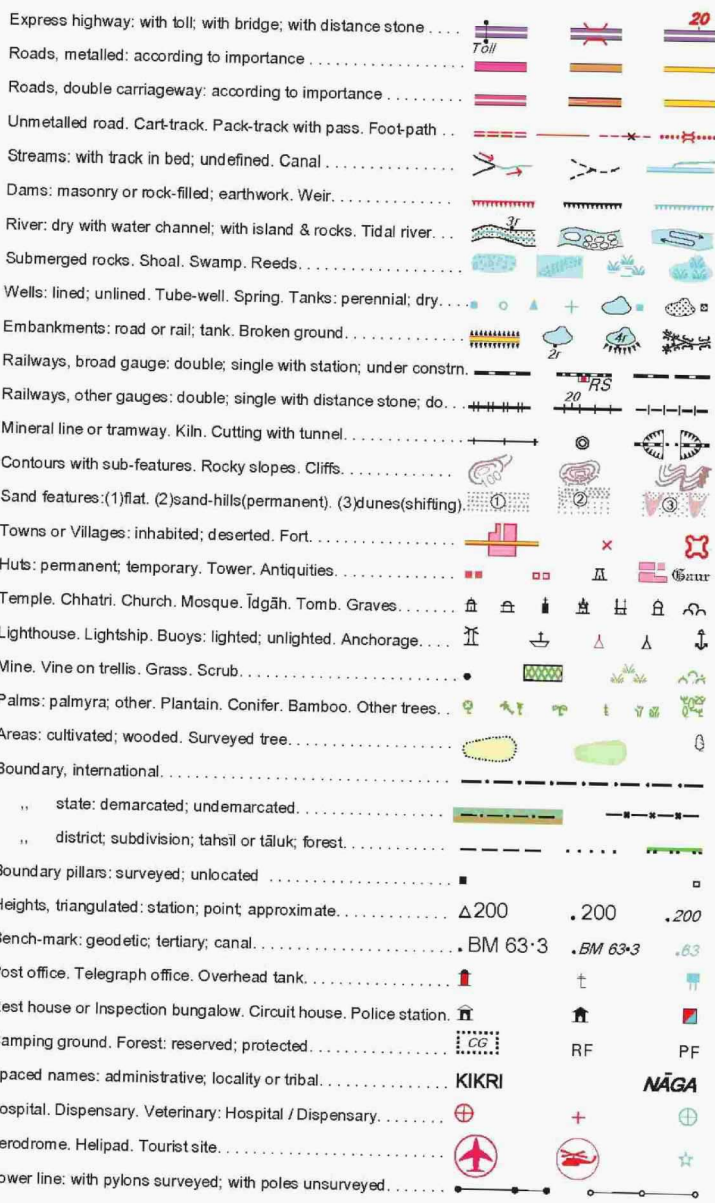 Express highway: with toll; with bridge; with distance stone .... Toll 20
Roads, metalled: according to importance ..................
Roads, double carriageway: according to importance .........
Unmetalled road. Cart-track. Pack-track with pass. Foot-path ..
Streams: with track in bed; undefined. Canal .................
Dams: masonry or rock-filled; earthwork. Weir.................
River: dry with water channel; with island & rocks. Tidal river... 3r
Submerged rocks. Shoal. Swamp. Reeds......................
Wells: lined; unlined. Tube-well. Spring. Tanks: perennial; dry....
Embankments: road or rail; tank. Broken ground............... 2r 4r
Railways, broad gauge: double; single with station; under constrn. RS
Railways, other gauges: double; single with distance stone; do... 20
Mineral line or tramway. Kiln. Cutting with tunnel...............
Contours with sub-features. Rocky slopes. Cliffs...............
Sand features:(1)flat. (2)sand-hills(permanent). (3)dunes(shifting). 1 2 3
Towns or Villages: inhabited; deserted. Fort....................
Huts: permanent; temporary. Tower. Antiquities................ Gaur
Temple. Chhatri. Church. Mosque. Īdgāh. Tomb. Graves.......
Lighthouse. Lightship. Buoys: lighted; unlighted. Anchorage....
Mine. Vine on trellis. Grass. Scrub...........................
Palms: palmyra; other. Plantain. Conifer. Bamboo. Other trees..
Areas: cultivated; wooded. Surveyed tree.....................
Boundary, international.....................................
,, state: demarcated; undemarcated....................
,, district; subdivision; tahsīl or tāluk; forest..............
Boundary pillars: surveyed; unlocated ......................
Heights, triangulated: station; point; approximate............. 200 .200 .200
Bench-mark: geodetic; tertiary; canal........................ .BM 63·3 .BM 63·3 .63
Post office. Telegraph office. Overhead tank.................. t
Rest house or Inspection bungalow. Circuit house. Police station.
Camping ground. Forest: reserved; protected................. CG RF PF
Spaced names: administrative; locality or tribal................ KIKRI NĀGA
Hospital. Dispensary. Veterinary: Hospital / Dispensary........
Aerodrome. Helipad. Tourist site............................
Power line: with pylons surveyed; with poles unsurveyed.......